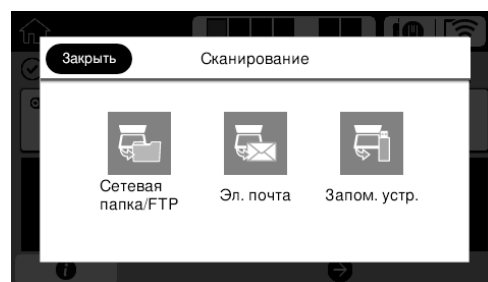 Закрыть
Сканирование
Сетевая
папка/FTP
Эл. почта
Запом. устр.
i